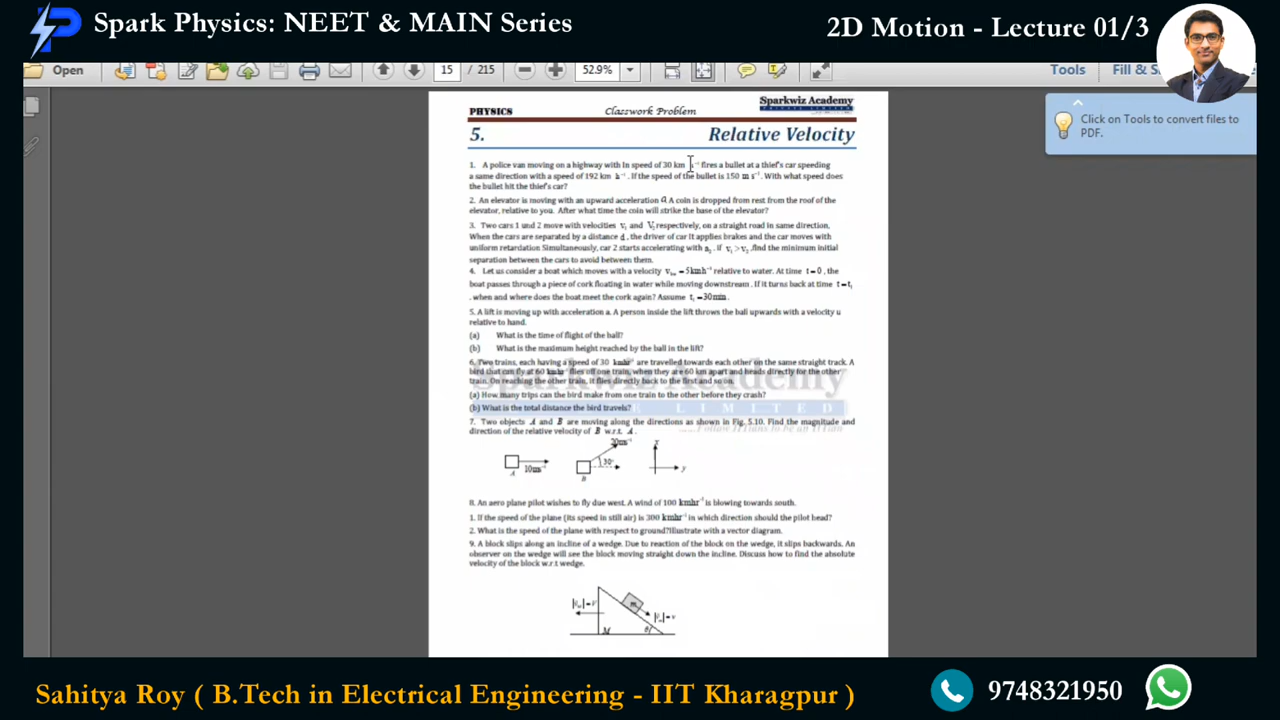 Spark Physics: NEET & MAIN Series
2D Motion - Lecture 01/3
Open
15 / 215
52.9%
Tools
Fill & S
Click on Tools to convert files to
PDF.
PHYSICS Classwork Problem Sparkwiz Academy
5. Relative Velocity
1. A police van moving on a highway with In speed of 30 km h⁻¹ fires a bullet at a thief's car speeding
a same direction with a speed of 192 km h⁻¹. If the speed of the bullet is 150 m s⁻¹. With what speed does
the bullet hit the thief's car?
2. An elevator is moving with an upward acceleration a. A coin is dropped from rest from the roof of the
elevator, relative to you. After what time the coin will strike the base of the elevator?
3. Two cars 1 und 2 move with velocities v₁ and V₂ respectively, on a straight road in same direction.
When the cars are separated by a distance d, the driver of car It applies brakes and the car moves with
uniform retardation Simultaneously, car 2 starts accelerating with a₂. If v₁ > v₂, find the minimum initial
separation between the cars to avoid between them.
4. Let us consider a boat which moves with a velocity = 5kmh⁻¹ relative to water. At time t=0, the
boat passes through a piece of cork floating in water while moving downstream. If it turns back at time t=t₁
, when and where does the boat meet the cork again? Assume t₁ =30min.
5. A lift is moving up with acceleration a. A person inside the lift throws the ball upwards with a velocity u
relative to hand.
(a) What is the time of flight of the ball?
(b) What is the maximum height reached by the ball in the lift?
6. Two trains, each having a speed of 30 kmhr⁻¹ are travelled towards each other on the same straight track. A
bird that can fly at 60 kmhr⁻¹ flies off one train, when they are 60 km apart and heads directly for the other
train. On reaching the other train, it flies directly back to the first and so on.
(a) How many trips can the bird make from one train to the other before they crash?
(b) What is the total distance the bird travels?
7. Two objects A and B are moving along the directions as shown in Fig. 5.10. Find the magnitude and
direction of the relative velocity of B w.r.t. A.
A
10ms⁻¹
B
20ms⁻¹
30°
x
y
8. An aero plane pilot wishes to fly due west. A wind of 100 kmhr⁻¹ is blowing towards south.
1. If the speed of the plane (its speed in still air) is 300 kmhr⁻¹ in which direction should the pilot head?
2. What is the speed of the plane with respect to ground?Illustrate with a vector diagram.
9. A block slips along an incline of a wedge. Due to reaction of the block on the wedge, it slips backwards. An
observer on the wedge will see the block moving straight down the incline. Discuss how to find the absolute
velocity of the block w.r.t wedge.
m
M
θ
Sahitya Roy ( B.Tech in Electrical Engineering - IIT Kharagpur )
9748321950